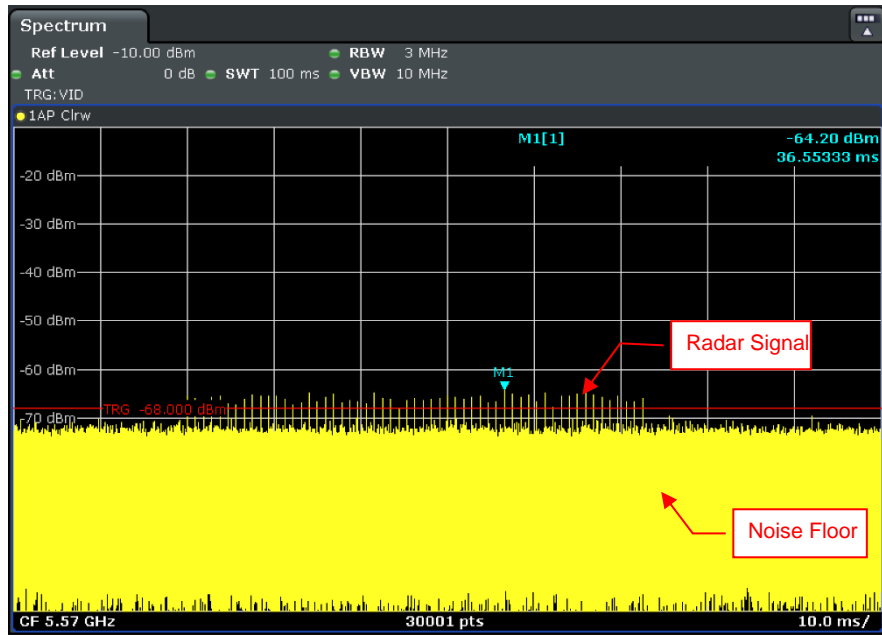 Spectrum
Ref Level -10.00 dBm RBW 3 MHz
Att 0 dB SWT 100 ms VBW 10 MHz
TRG:VID
1AP Clrw
M1[1] -64.20 dBm
36.55333 ms
-20 dBm
-30 dBm
-40 dBm
-50 dBm
Radar Signal
-60 dBm
M1
TRG -68.000 dBm
-70 dBm
Noise Floor
CF 5.57 GHz 30001 pts 10.0 ms/